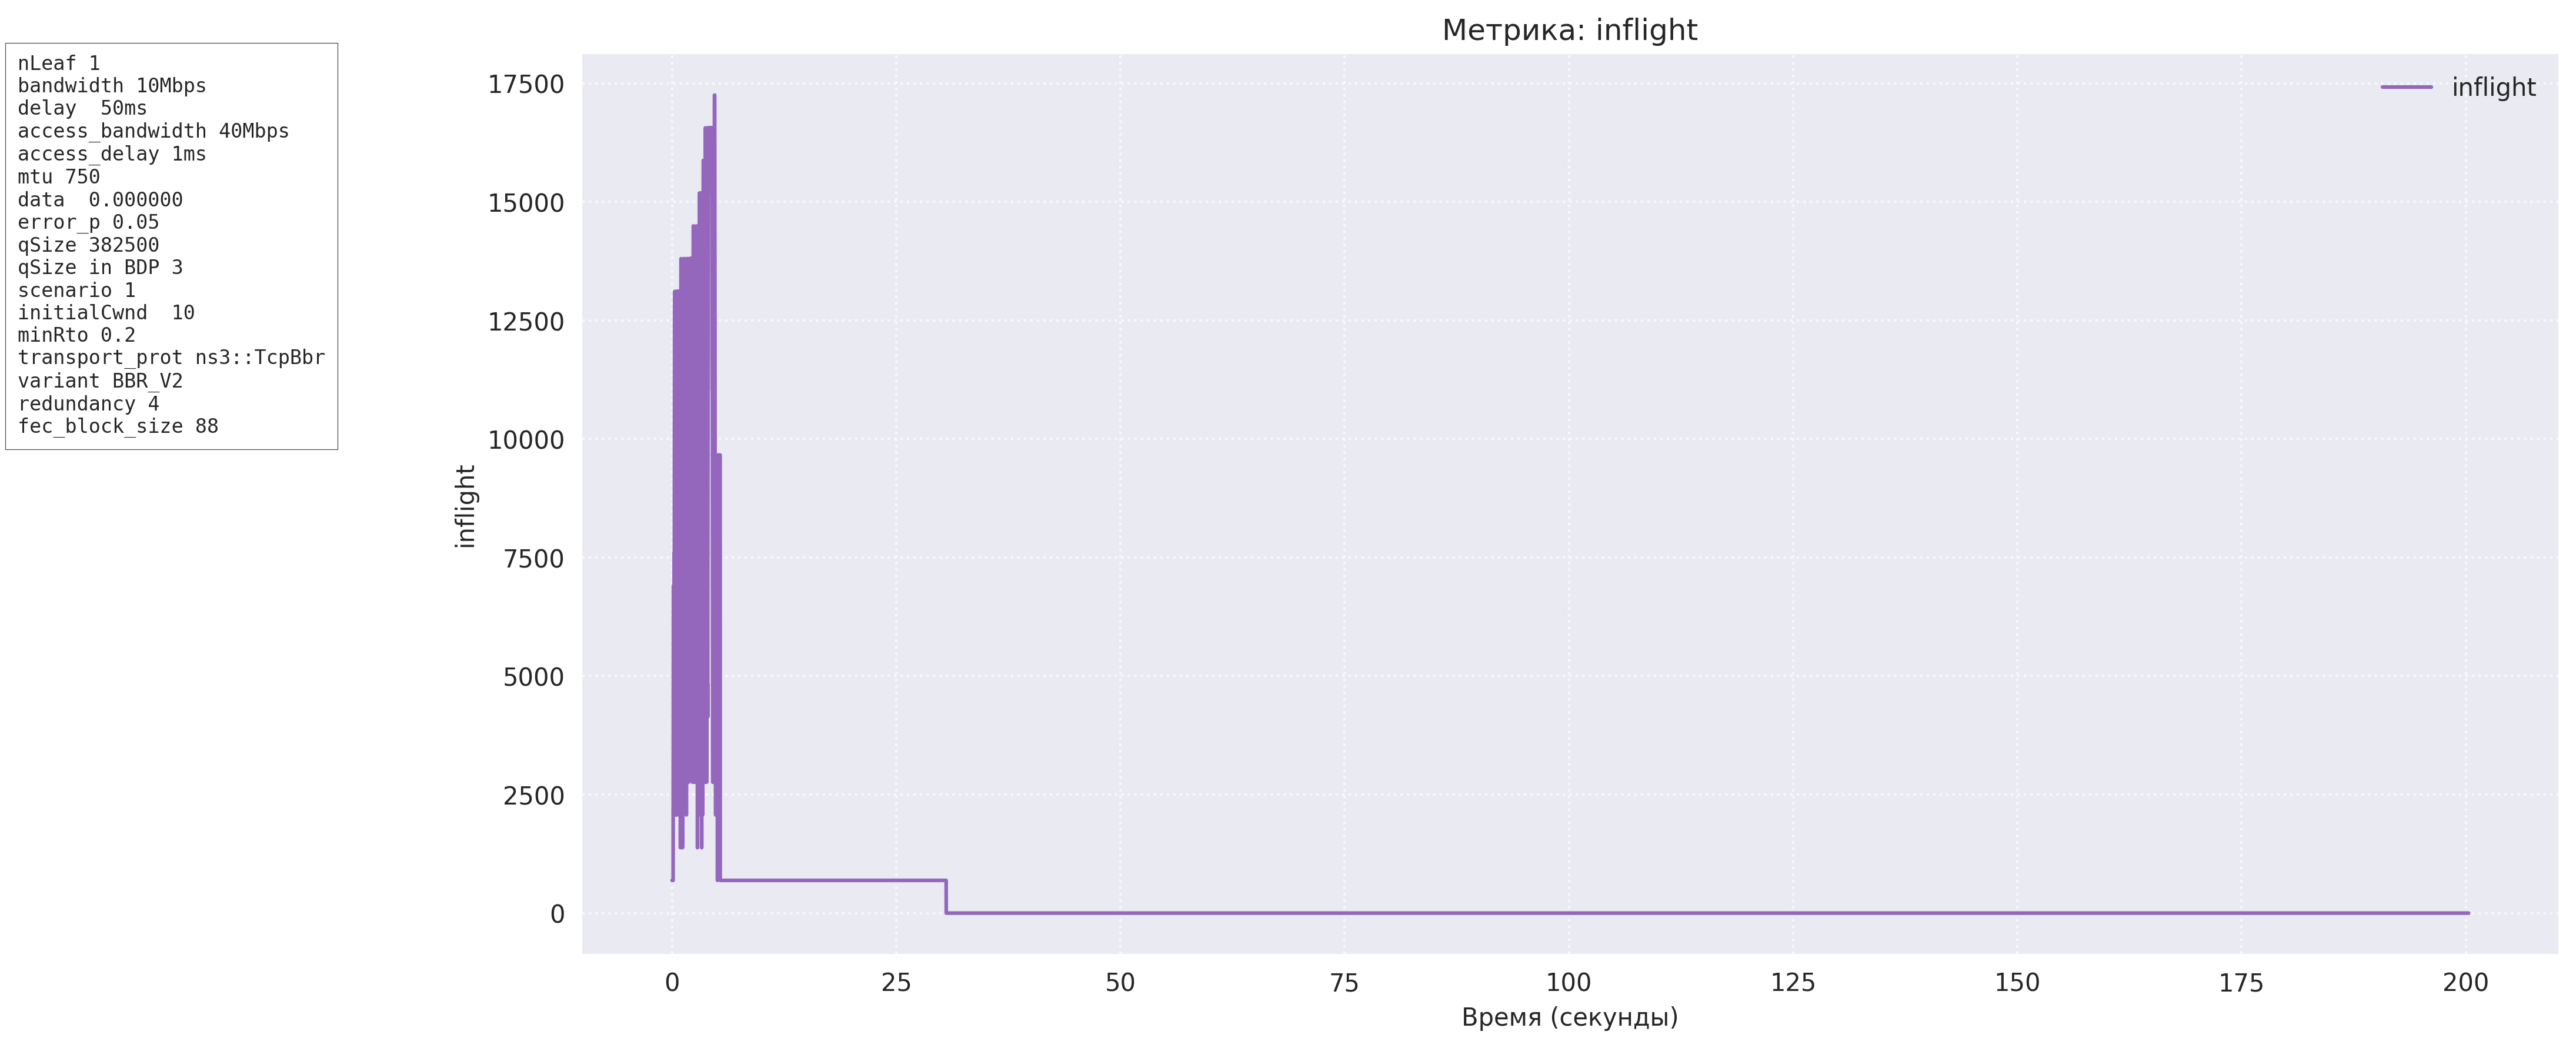 Метрика: inflight
nLeaf 1
bandwidth 10Mbps
delay  50ms
access_bandwidth 40Mbps
access_delay 1ms
mtu 750
data  0.000000
error_p 0.05
qSize 382500
qSize in BDP 3
scenario 1
initialCwnd  10
minRto 0.2
transport_prot ns3::TcpBbr
variant BBR_V2
redundancy 4
fec_block_size 88
inflight
17500
15000
12500
10000
7500
5000
2500
0
inflight
0 25 50 75 100 125 150 175 200
Время (секунды)